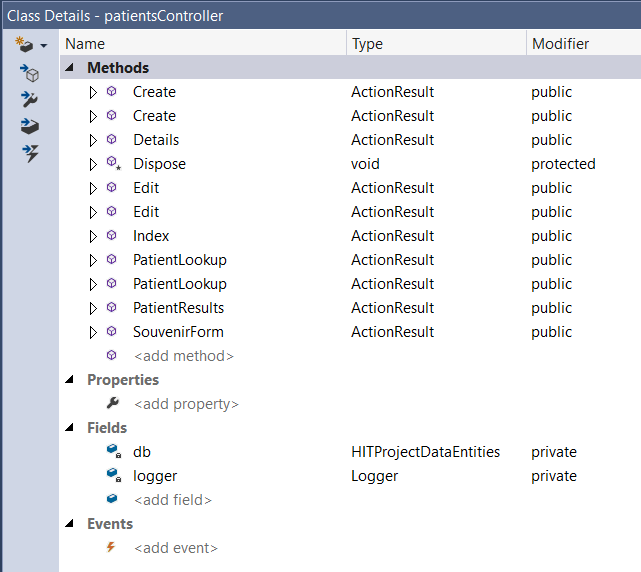 Class Details - patientsController
Name Type Modifier
Methods
Create ActionResult public
Create ActionResult public
Details ActionResult public
Dispose void protected
Edit ActionResult public
Edit ActionResult public
Index ActionResult public
PatientLookup ActionResult public
PatientLookup ActionResult public
PatientResults ActionResult public
SouvenirForm ActionResult public
<add method>
Properties
<add property>
Fields
db HITProjectDataEntities private
logger Logger private
<add field>
Events
<add event>